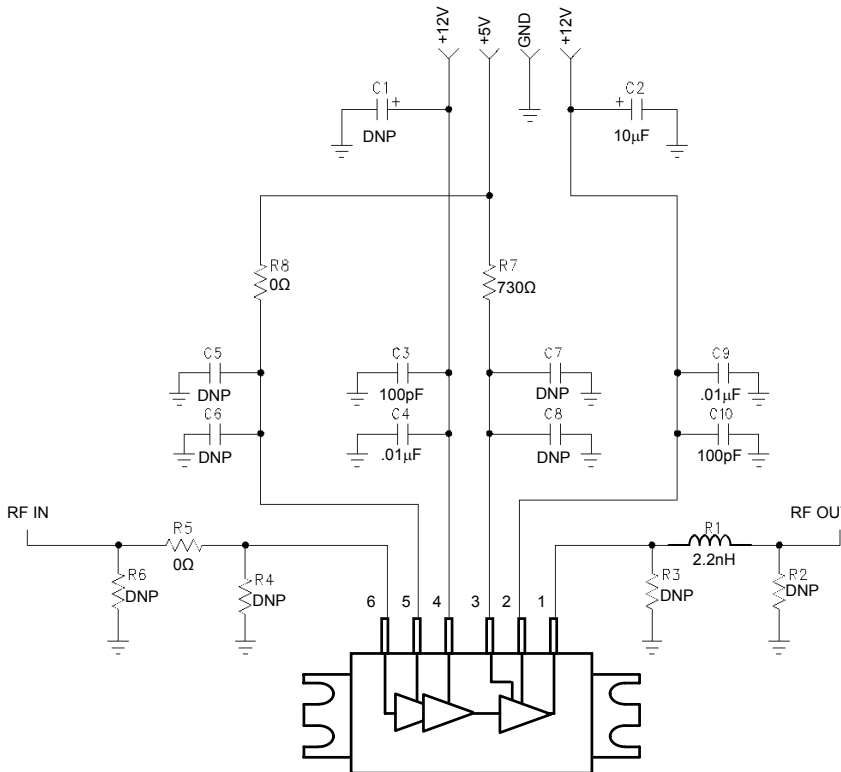 +12V
+5V
GND
+12V
C1
+
DNP
C2
+
10µF
R8
0Ω
R7
730Ω
C5
DNP
C3
100pF
C7
DNP
C9
.01µF
C6
DNP
C4
.01µF
C8
DNP
C10
100pF
RF IN
RF OU
R5
0Ω
R1
2.2nH
R6
DNP
R4
DNP
R3
DNP
R2
DNP
6
5
4
3
2
1